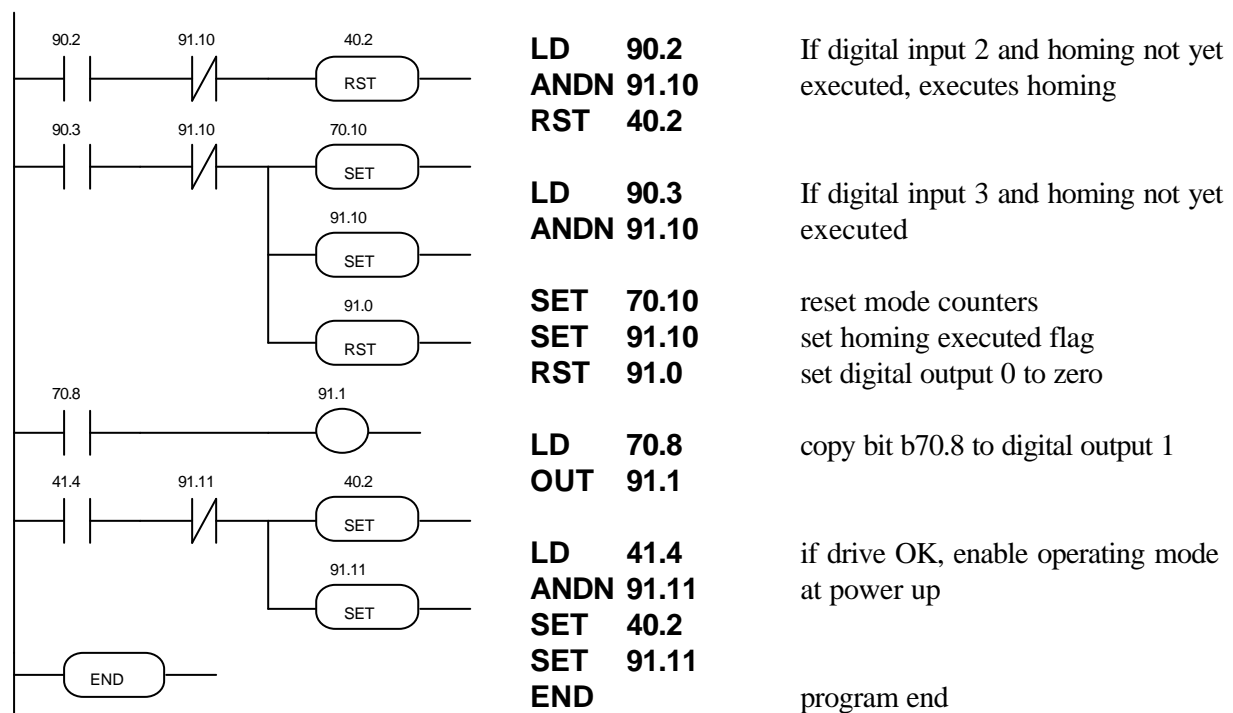 90.2 91.10 40.2
RST
90.3 91.10 70.10
SET
91.10
SET
91.0
RST
70.8 91.1
41.4 91.11 40.2
SET
91.11
SET
END
LD 90.2 If digital input 2 and homing not yet
ANDN 91.10 executed, executes homing
RST 40.2
LD 90.3 If digital input 3 and homing not yet
ANDN 91.10 executed
SET 70.10 reset mode counters
SET 91.10 set homing executed flag
RST 91.0 set digital output 0 to zero
LD 70.8 copy bit b70.8 to digital output 1
OUT 91.1
LD 41.4 if drive OK, enable operating mode
ANDN 91.11 at power up
SET 40.2
SET 91.11
END program end